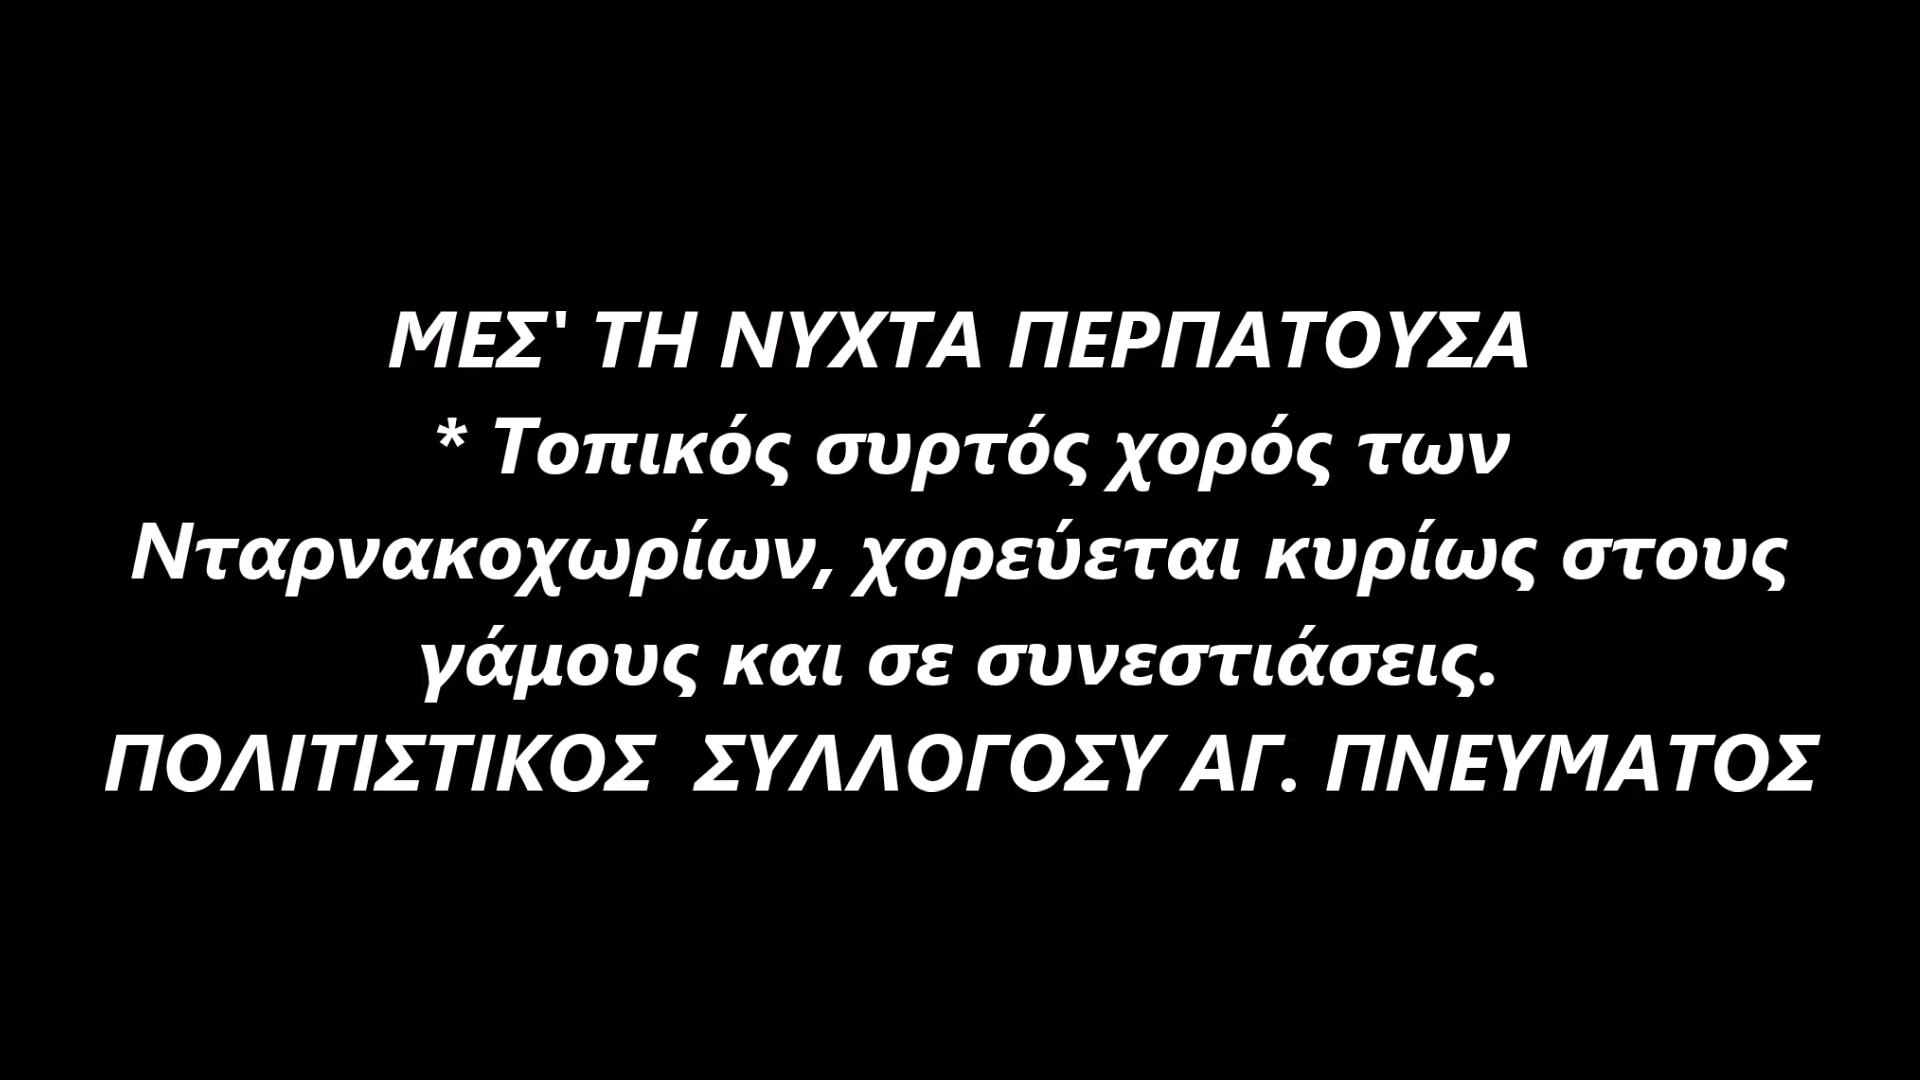 ΜΕΣ' ΤΗ ΝΥΧΤΑ ΠΕΡΠΑΤΟΥΣΑ
* Τοπικός συρτός χορός των
Νταρνακοχωρίων, χορεύεται κυρίως στους
γάμους και σε συνεστιάσεις.
ΠΟΛΙΤΙΣΤΙΚΟΣ  ΣΥΛΛΟΓΟΣΥ ΑΓ. ΠΝΕΥΜΑΤΟΣ